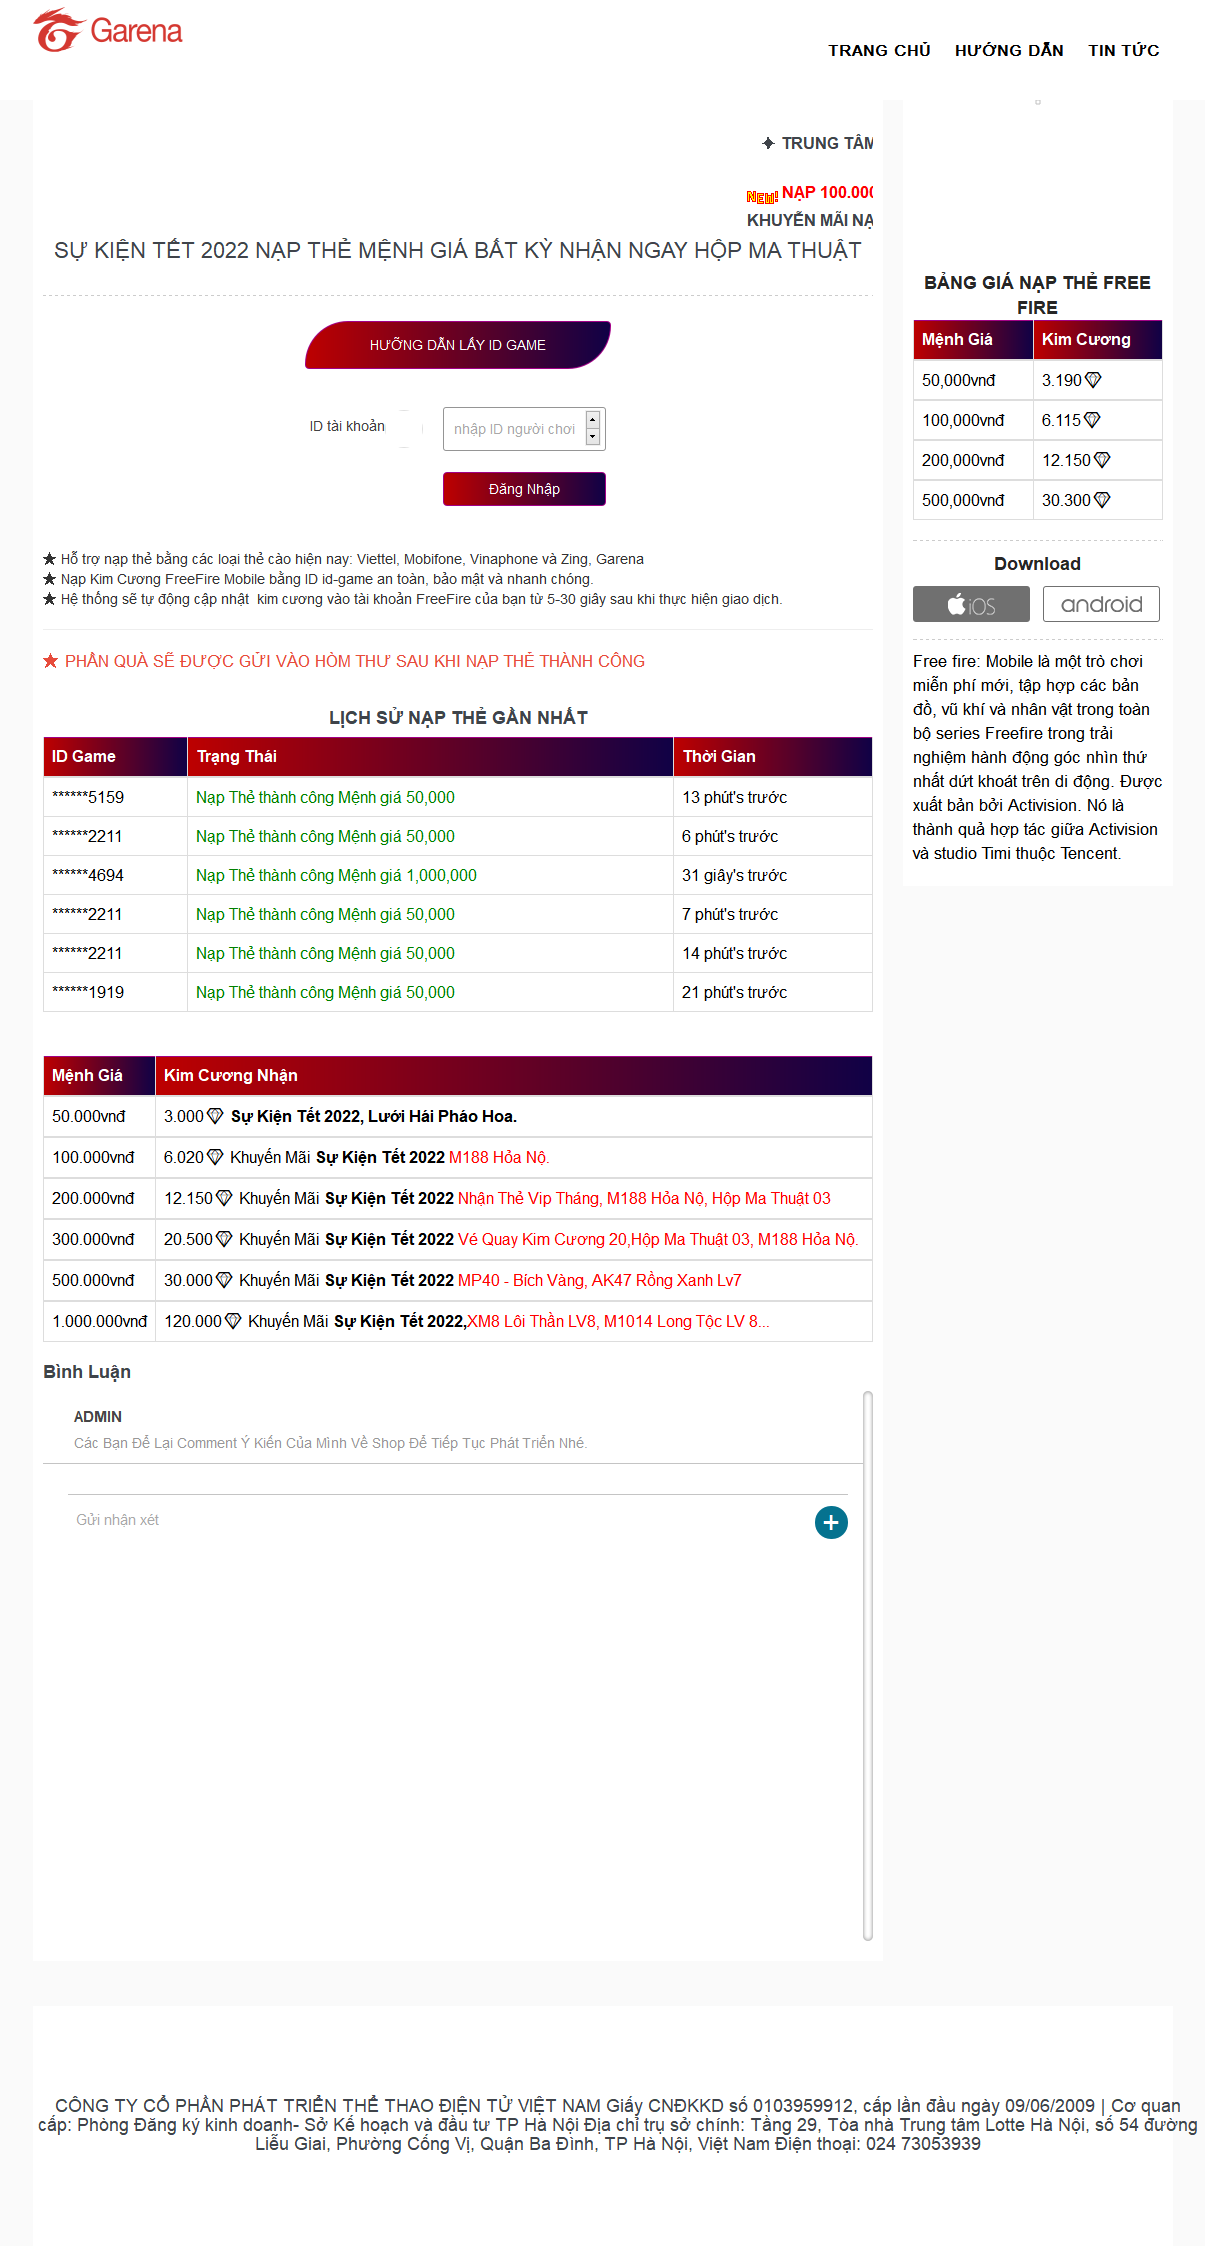 Garena
TRANG CHỦ HƯỚNG DẪN TIN TỨC
TRUNG TÂM
NEW! NẠP 100.000
KHUYẾN MÃI NẠ
SỰ KIỆN TẾT 2022 NẠP THẺ MỆNH GIÁ BẤT KỲ NHẬN NGAY HỘP MA THUẬT
HƯỠNG DẪN LẤY ID GAME
ID tài khoản nhập ID người chơi
Đăng Nhập
★ Hỗ trợ nạp thẻ bằng các loại thẻ cào hiện nay: Viettel, Mobifone, Vinaphone và Zing, Garena
★ Nạp Kim Cương FreeFire Mobile bằng ID id-game an toàn, bảo mật và nhanh chóng.
★ Hệ thống sẽ tự động cập nhật kim cương vào tài khoản FreeFire của bạn từ 5-30 giây sau khi thực hiện giao dịch.
★ PHẦN QUÀ SẼ ĐƯỢC GỬI VÀO HÒM THƯ SAU KHI NẠP THẺ THÀNH CÔNG
LỊCH SỬ NẠP THẺ GẦN NHẤT
ID Game Trạng Thái Thời Gian
******5159 Nạp Thẻ thành công Mệnh giá 50,000 13 phút's trước
******2211 Nạp Thẻ thành công Mệnh giá 50,000 6 phút's trước
******4694 Nạp Thẻ thành công Mệnh giá 1,000,000 31 giây's trước
******2211 Nạp Thẻ thành công Mệnh giá 50,000 7 phút's trước
******2211 Nạp Thẻ thành công Mệnh giá 50,000 14 phút's trước
******1919 Nạp Thẻ thành công Mệnh giá 50,000 21 phút's trước
Mệnh Giá Kim Cương Nhận
50.000vnđ 3.000 Sự Kiện Tết 2022, Lưới Hái Pháo Hoa.
100.000vnđ 6.020 Khuyến Mãi Sự Kiện Tết 2022 M188 Hỏa Nộ.
200.000vnđ 12.150 Khuyến Mãi Sự Kiện Tết 2022 Nhận Thẻ Vip Tháng, M188 Hỏa Nộ, Hộp Ma Thuật 03
300.000vnđ 20.500 Khuyến Mãi Sự Kiện Tết 2022 Vé Quay Kim Cương 20,Hộp Ma Thuật 03, M188 Hỏa Nộ.
500.000vnđ 30.000 Khuyến Mãi Sự Kiện Tết 2022 MP40 - Bích Vàng, AK47 Rồng Xanh Lv7
1.000.000vnđ 120.000 Khuyến Mãi Sự Kiện Tết 2022,XM8 Lôi Thần LV8, M1014 Long Tộc LV 8...
Bình Luận
ADMIN
Các Bạn Để Lại Comment Ý Kiến Của Mình Về Shop Để Tiếp Tục Phát Triển Nhé.
Gửi nhận xét
BẢNG GIÁ NẠP THẺ FREE
FIRE
Mệnh Giá Kim Cương
50,000vnđ 3.190
100,000vnđ 6.115
200,000vnđ 12.150
500,000vnđ 30.300
Download
iOS android
Free fire: Mobile là một trò chơi
miễn phí mới, tập hợp các bản
đồ, vũ khí và nhân vật trong toàn
bộ series Freefire trong trải
nghiệm hành động góc nhìn thứ
nhất dứt khoát trên di động. Được
xuất bản bởi Activision. Nó là
thành quả hợp tác giữa Activision
và studio Timi thuộc Tencent.
CÔNG TY CỔ PHẦN PHÁT TRIỂN THỂ THAO ĐIỆN TỬ VIỆT NAM Giấy CNĐKKD số 0103959912, cấp lần đầu ngày 09/06/2009 | Cơ quan
cấp: Phòng Đăng ký kinh doanh- Sở Kế hoạch và đầu tư TP Hà Nội Địa chỉ trụ sở chính: Tầng 29, Tòa nhà Trung tâm Lotte Hà Nội, số 54 đường
Liễu Giai, Phường Cống Vị, Quận Ba Đình, TP Hà Nội, Việt Nam Điện thoại: 024 73053939